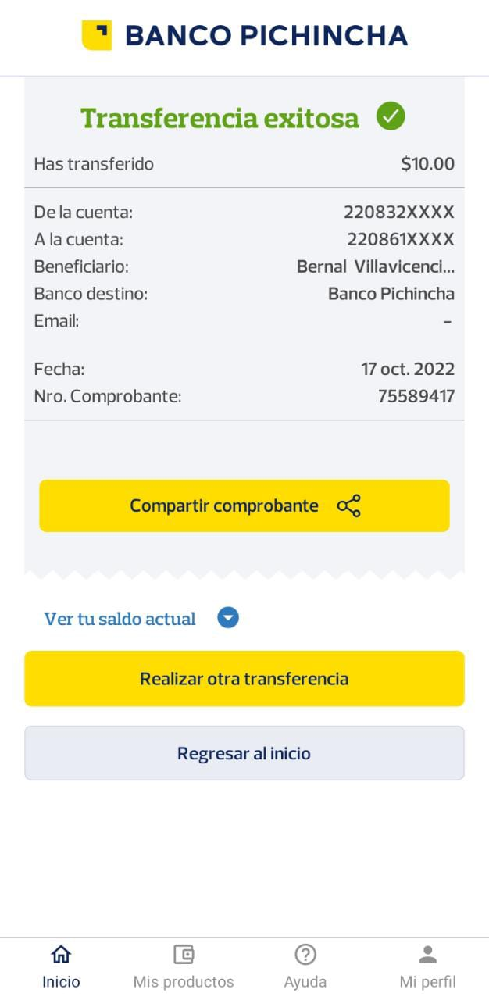 BANCO PICHINCHA
Transferencia exitosa
Has transferido $10.00
De la cuenta: 220832XXXX
A la cuenta: 220861XXXX
Beneficiario: Bernal Villavicenci...
Banco destino: Banco Pichincha
Email: –
Fecha: 17 oct. 2022
Nro. Comprobante: 75589417
Compartir comprobante
Ver tu saldo actual
Realizar otra transferencia
Regresar al inicio
Inicio Mis productos Ayuda Mi perfil